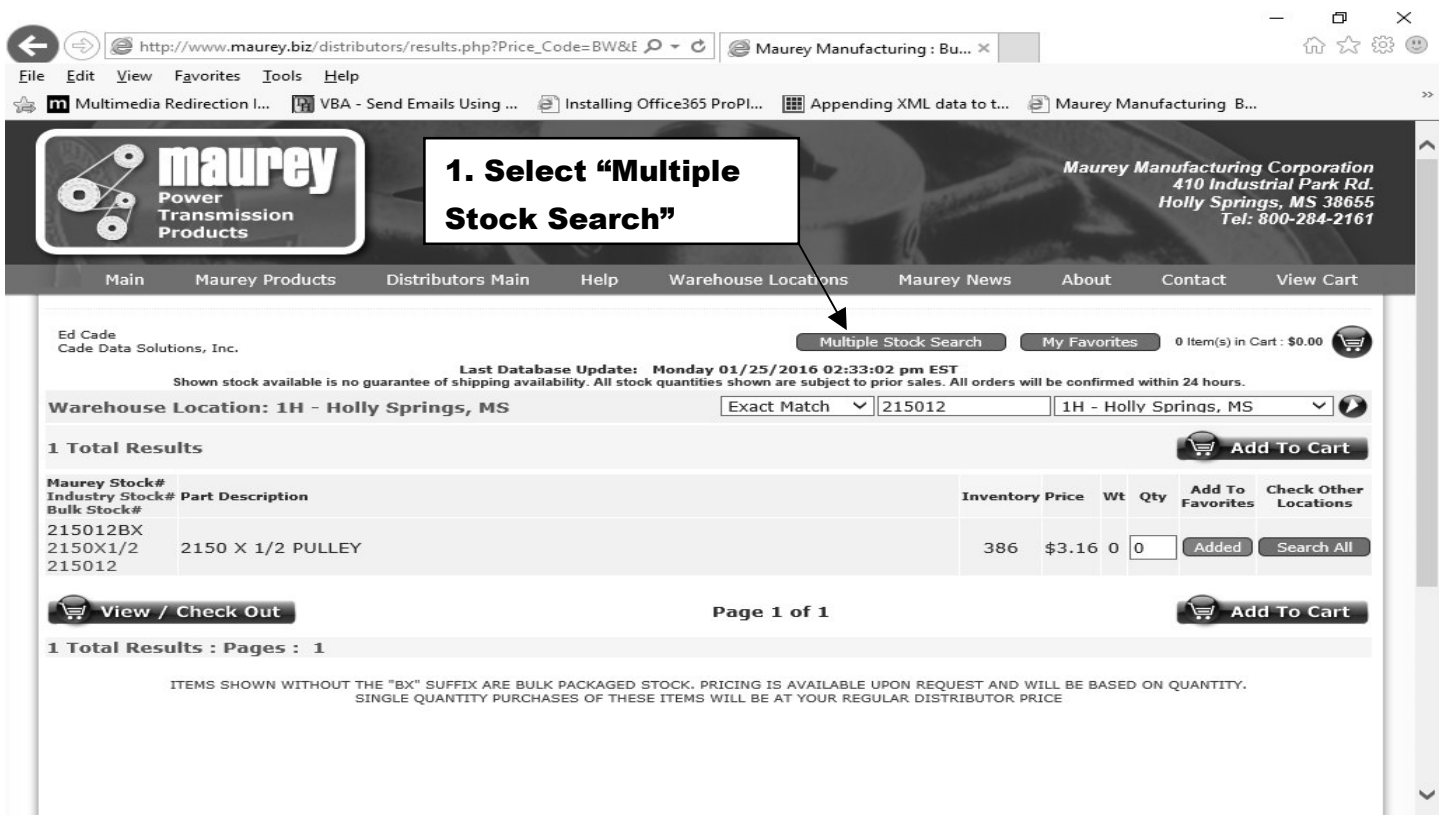 http://www.maurey.biz/distributors/results.php?Price_Code=BW&E
Maurey Manufacturing : Bu...
File Edit View Favorites Tools Help
m Multimedia Redirection I... VBA - Send Emails Using ... Installing Office365 ProPl... Appending XML data to t... Maurey Manufacturing B...
maurey
Power
Transmission
Products
1. Select “Multiple
Stock Search”
Maurey Manufacturing Corporation
410 Industrial Park Rd.
Holly Springs, MS 38655
Tel: 800-284-2161
Main Maurey Products Distributors Main Help Warehouse Locations Maurey News About Contact View Cart
Ed Cade
Cade Data Solutions, Inc.
Multiple Stock Search My Favorites 0 Item(s) in Cart : $0.00
Last Database Update: Monday 01/25/2016 02:33:02 pm EST
Shown stock available is no guarantee of shipping availability. All stock quantities shown are subject to prior sales. All orders will be confirmed within 24 hours.
Warehouse Location: 1H - Holly Springs, MS Exact Match 215012 1H - Holly Springs, MS
1 Total Results Add To Cart
Maurey Stock#
Industry Stock# Part Description Inventory Price Wt Qty Add To Favorites Check Other Locations
Bulk Stock#
215012BX
2150X1/2 2150 X 1/2 PULLEY 386 $3.16 0 0 Added Search All
215012
View / Check Out Page 1 of 1 Add To Cart
1 Total Results : Pages : 1
ITEMS SHOWN WITHOUT THE "BX" SUFFIX ARE BULK PACKAGED STOCK. PRICING IS AVAILABLE UPON REQUEST AND WILL BE BASED ON QUANTITY.
SINGLE QUANTITY PURCHASES OF THESE ITEMS WILL BE AT YOUR REGULAR DISTRIBUTOR PRICE